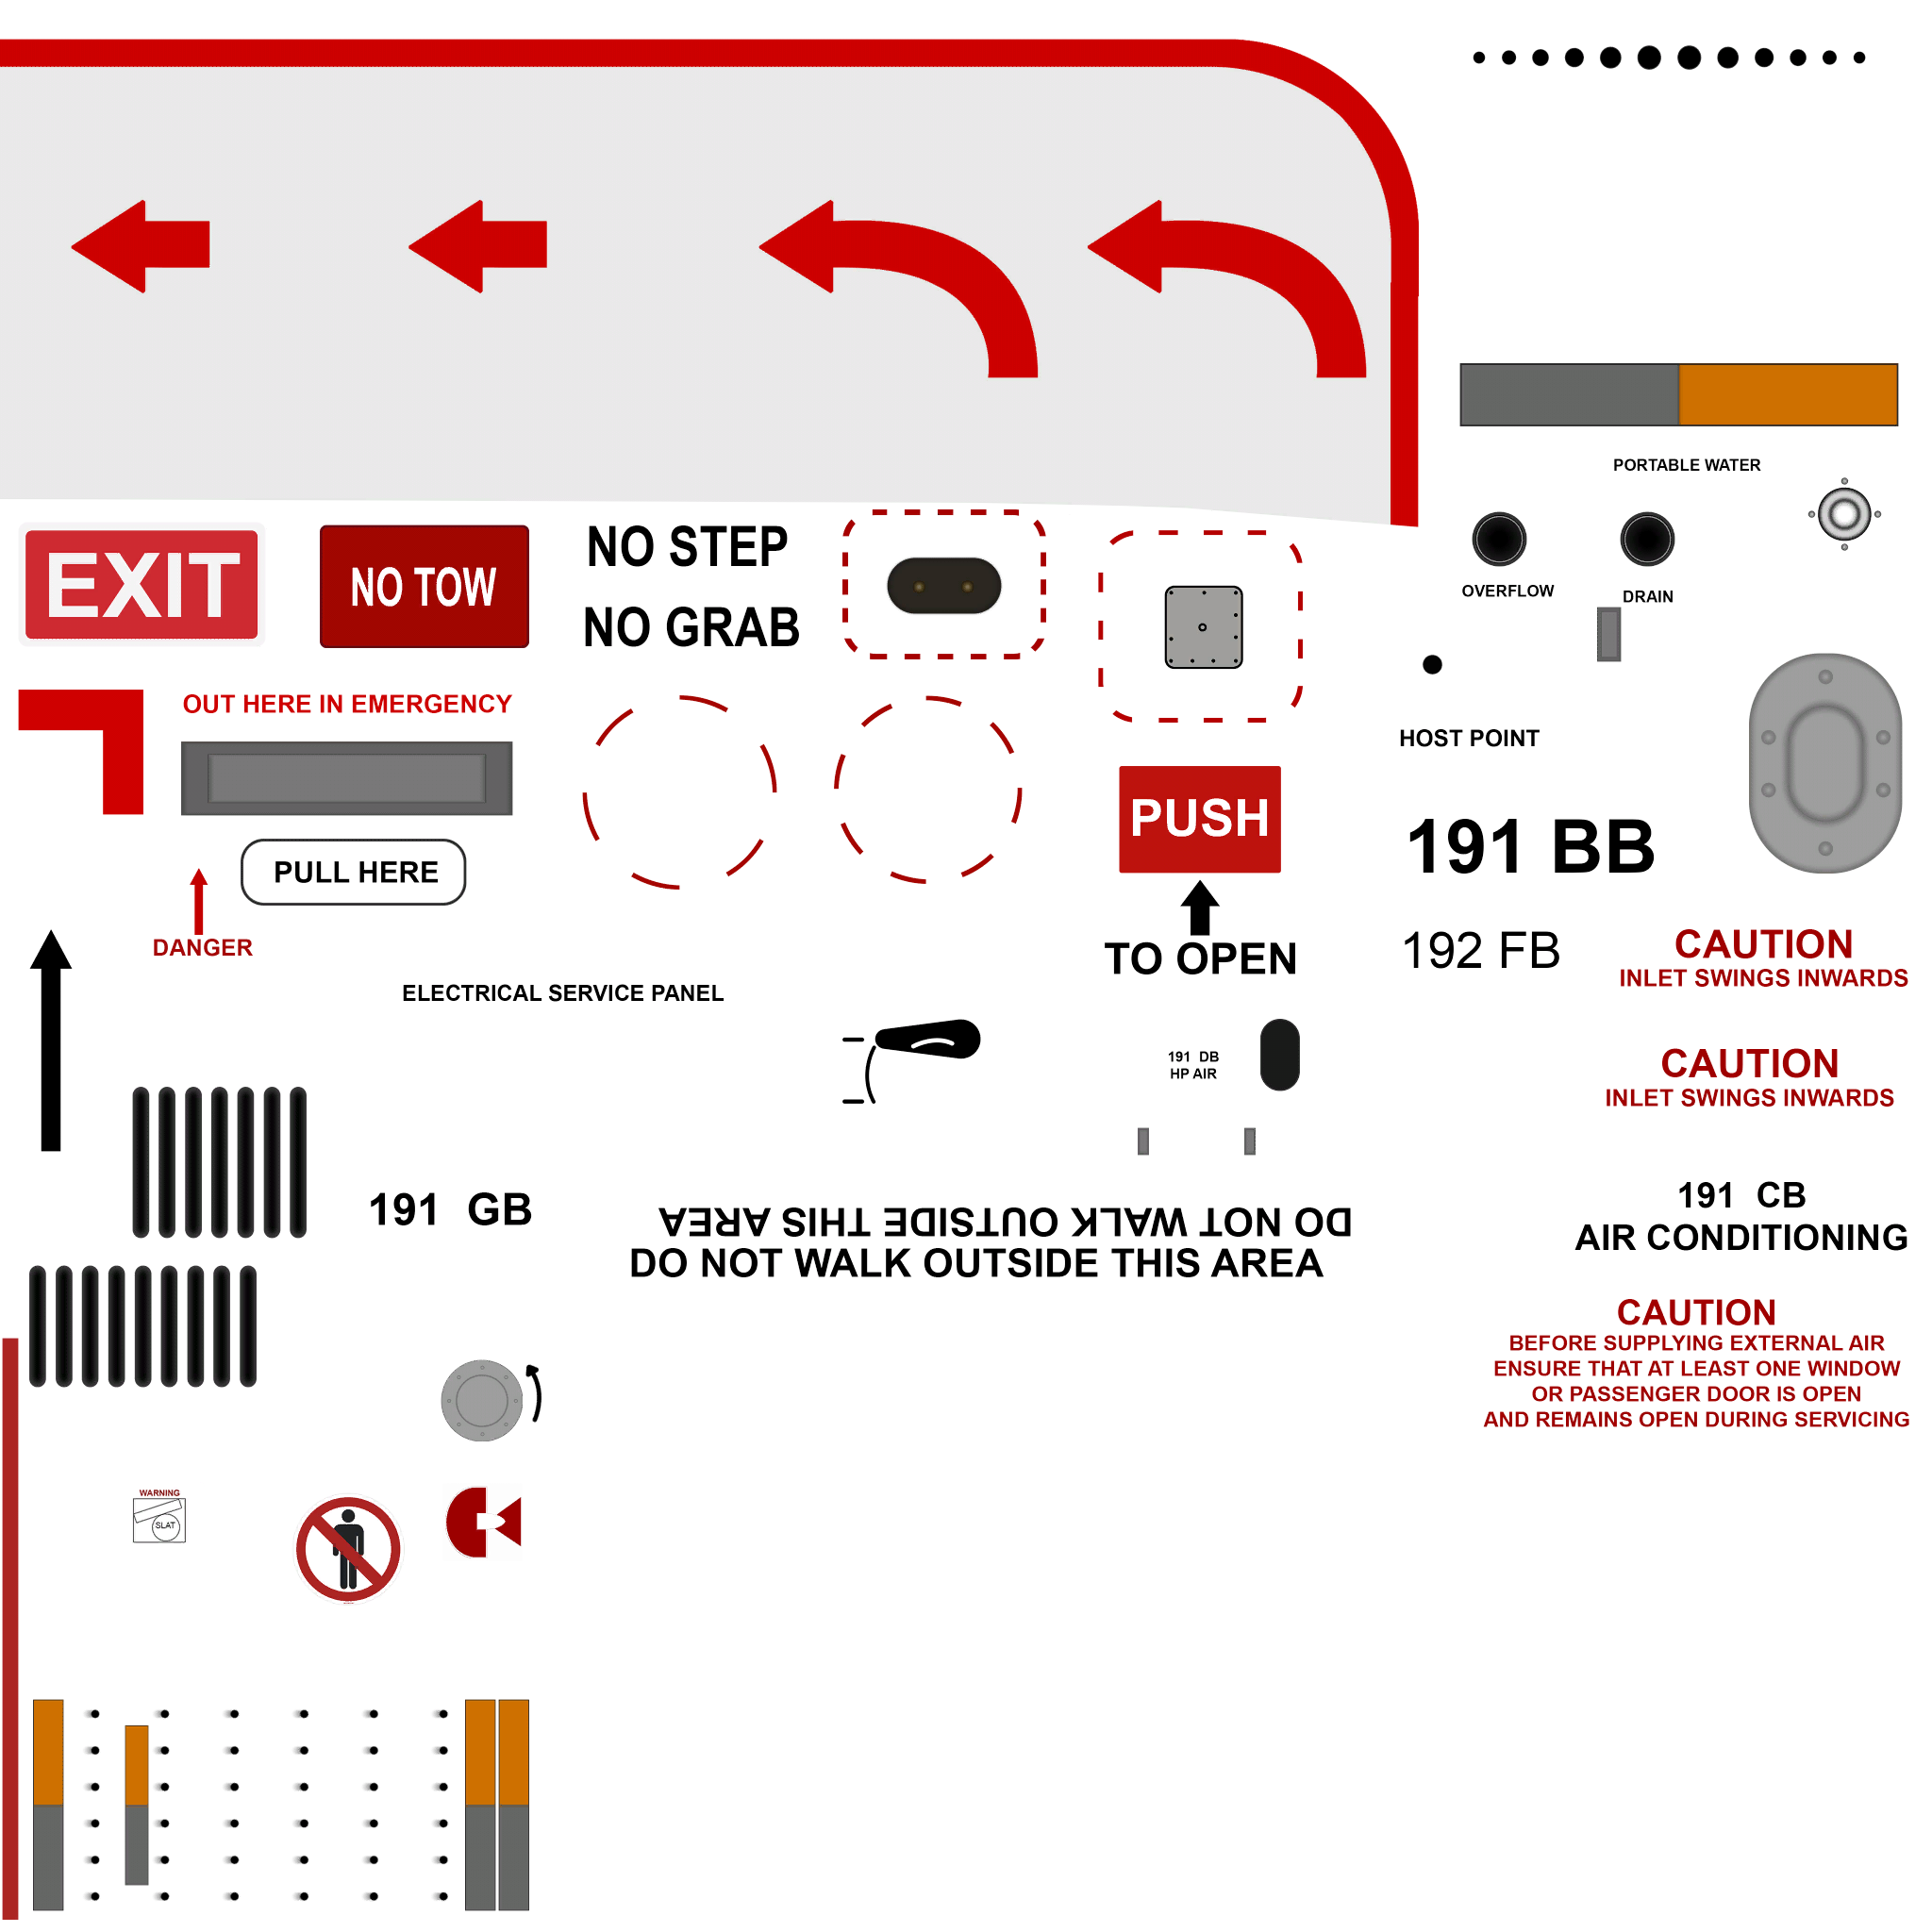 PORTABLE WATER
OVERFLOW
DRAIN
EXIT
NO TOW
NO STEP
NO GRAB
OUT HERE IN EMERGENCY
HOST POINT
PUSH
191 BB
PULL HERE
DANGER
TO OPEN
192 FB
CAUTION
INLET SWINGS INWARDS
ELECTRICAL SERVICE PANEL
191 DB
HP AIR
CAUTION
INLET SWINGS INWARDS
191 GB
DO NOT WALK OUTSIDE THIS AREA
DO NOT WALK OUTSIDE THIS AREA
191 CB
AIR CONDITIONING
CAUTION
BEFORE SUPPLYING EXTERNAL AIR
ENSURE THAT AT LEAST ONE WINDOW
OR PASSENGER DOOR IS OPEN
AND REMAINS OPEN DURING SERVICING
WARNING
SLAT